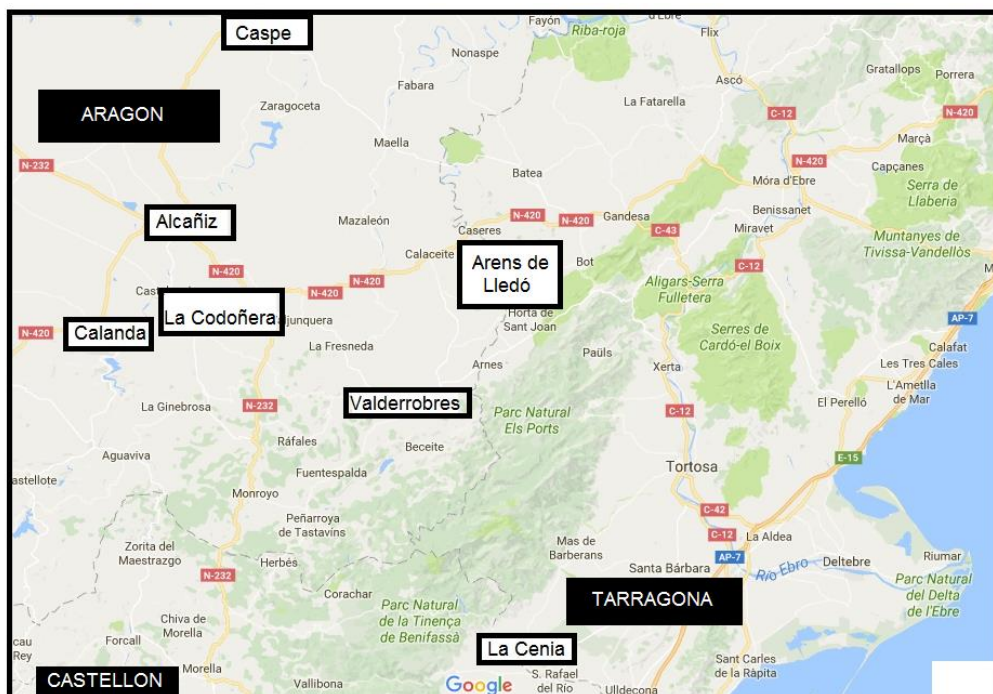 Caspe
Fayón
d'Ebre
Flix
Riba-roja
Nonaspe
Gratallops
Porrera
Ascó
Fabara
La Fatarella
ARAGON
Zaragoceta
C-12
N-420
Maella
Marçà
N-232
Batea
N-420
Capçanes
Móra d'Ebre
Serra de
Llaberia
Benissanet
Alcañiz
Mazaleón
N-420
N-420
Gandesa
Caseres
C-43
Miravet
Muntanyes de
Tivissa-Vandellòs
Calaceite
Arens de
Lledó
Bot
C-12
N-420
N-420
N-420
Aligars-Serra
Fulletera
La Codoñera
Horta de
Sant Joan
AP-7
Calanda
N-420
Serres de
Cardó-el Boix
Calafat
La Fresneda
Paüls
Arnes
Xerta
Les Tres Cales
L'Ametlla
de Mar
Valderrobres
El Perelló
La Ginebrosa
N-232
Parc Natural
Els Ports
C-12
Ráfales
Beceite
Aguaviva
E-15
Fuentespalda
Tortosa
Monroyo
C-42
Peñarroya
de Tastavíns
C-12
La Aldea
Zorita del
Maestrazgo
Mas de
Barberans
AP-7
Herbés
Santa Bárbara
Río Ebro
Deltebre
Riumar
N-232
Parc Natural
del Delta
de l'Ebre
Corachar
TARRAGONA
Parc Natural
de la Tinença
de Benifassà
Chiva de
Morella
Forcall
La Cenia
Morella
CASTELLON
Vallibona
Google
S. Rafael
del Río
Ulldecona
Sant Carles
de la Ràpita